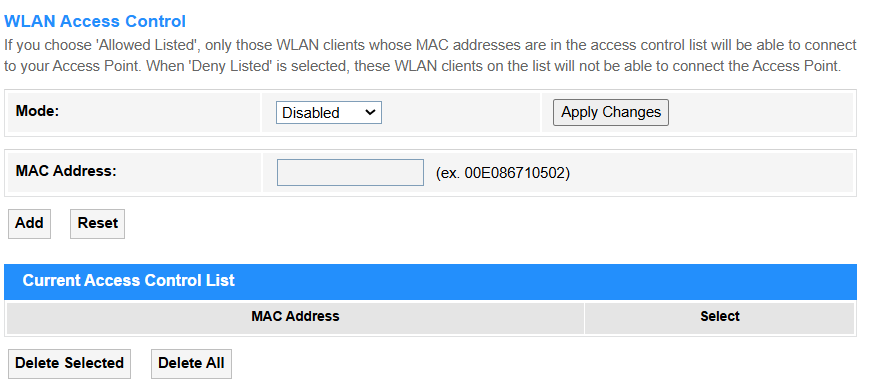 WLAN Access Control
If you choose 'Allowed Listed', only those WLAN clients whose MAC addresses are in the access control list will be able to connect
to your Access Point. When 'Deny Listed' is selected, these WLAN clients on the list will not be able to connect the Access Point.
Mode: Disabled Apply Changes
MAC Address: (ex. 00E086710502)
Add Reset
Current Access Control List
MAC Address Select
Delete Selected Delete All